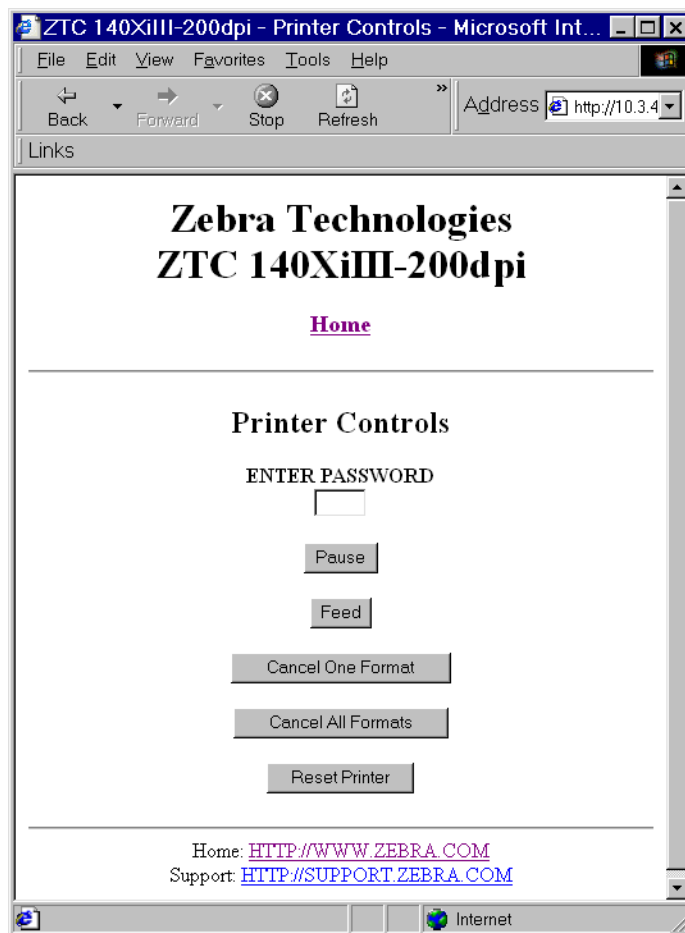 ZTC 140XiIII-200dpi - Printer Controls - Microsoft Int...
File Edit View Favorites Tools Help
Back Forward Stop Refresh » Address http://10.3.4
Links
Zebra Technologies
ZTC 140XiIII-200dpi
Home
Printer Controls
ENTER PASSWORD
Pause
Feed
Cancel One Format
Cancel All Formats
Reset Printer
Home: HTTP://WWW.ZEBRA.COM
Support: HTTP://SUPPORT.ZEBRA.COM
Internet